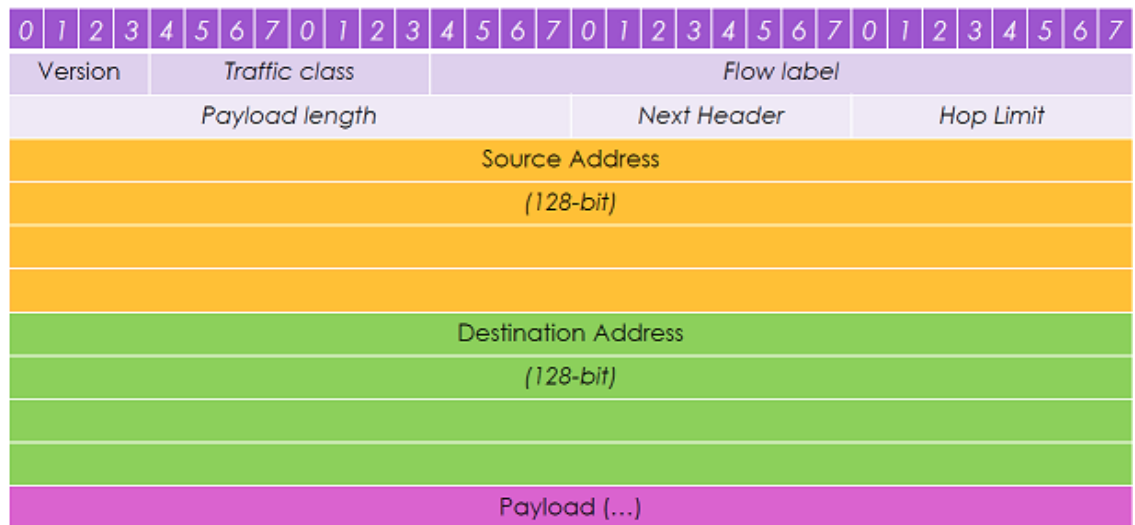 0 1 2 3 4 5 6 7 0 1 2 3 4 5 6 7 0 1 2 3 4 5 6 7 0 1 2 3 4 5 6 7
Version Traffic class Flow label
Payload length Next Header Hop Limit
Source Address
(128-bit)
Destination Address
(128-bit)
Payload (...)